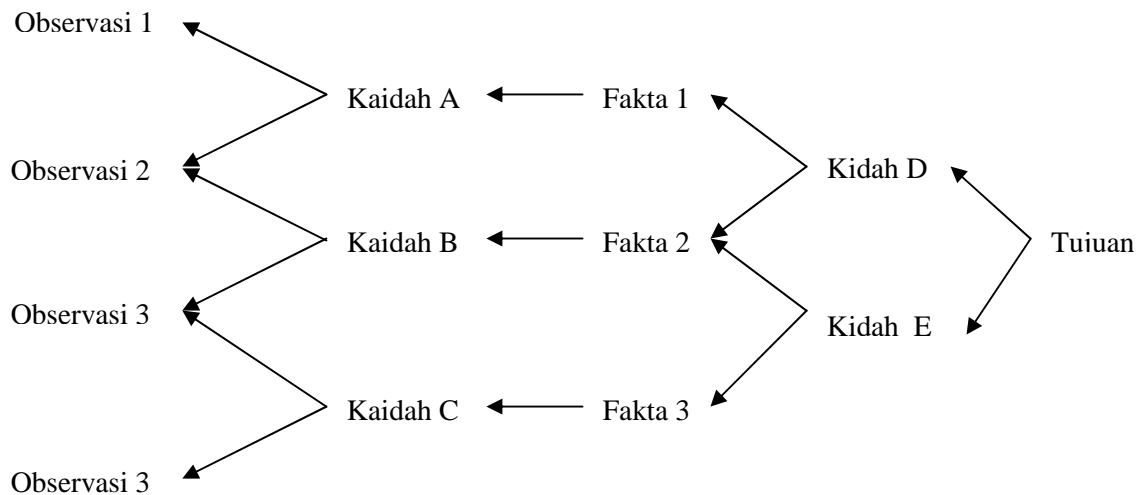 Observasi 1
Kaidah A
Fakta 1
Observasi 2
Kidah D
Kaidah B
Fakta 2
Tuiuan
Observasi 3
Kidah E
Kaidah C
Fakta 3
Observasi 3